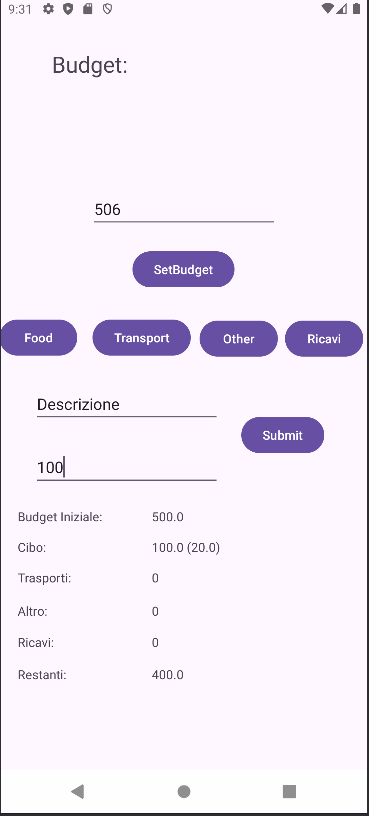 9:31
Budget:
506
SetBudget
Food Transport Other Ricavi
Descrizione
Submit
100
Budget Iniziale: 500.0
Cibo: 100.0 (20.0)
Trasporti: 0
Altro: 0
Ricavi: 0
Restanti: 400.0